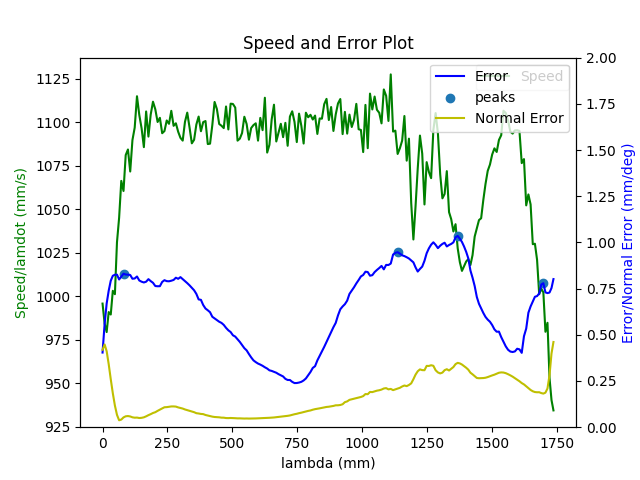 Speed and Error Plot
Speed/lamdot (mm/s)
1125
1100
1075
1050
1025
1000
975
950
925
Error
Speed
peaks
Normal Error
2.00
1.75
1.50
1.25
1.00
0.75
0.50
0.25
0.00
Error/Normal Error (mm/deg)
0 250 500 750 1000 1250 1500 1750
lambda (mm)